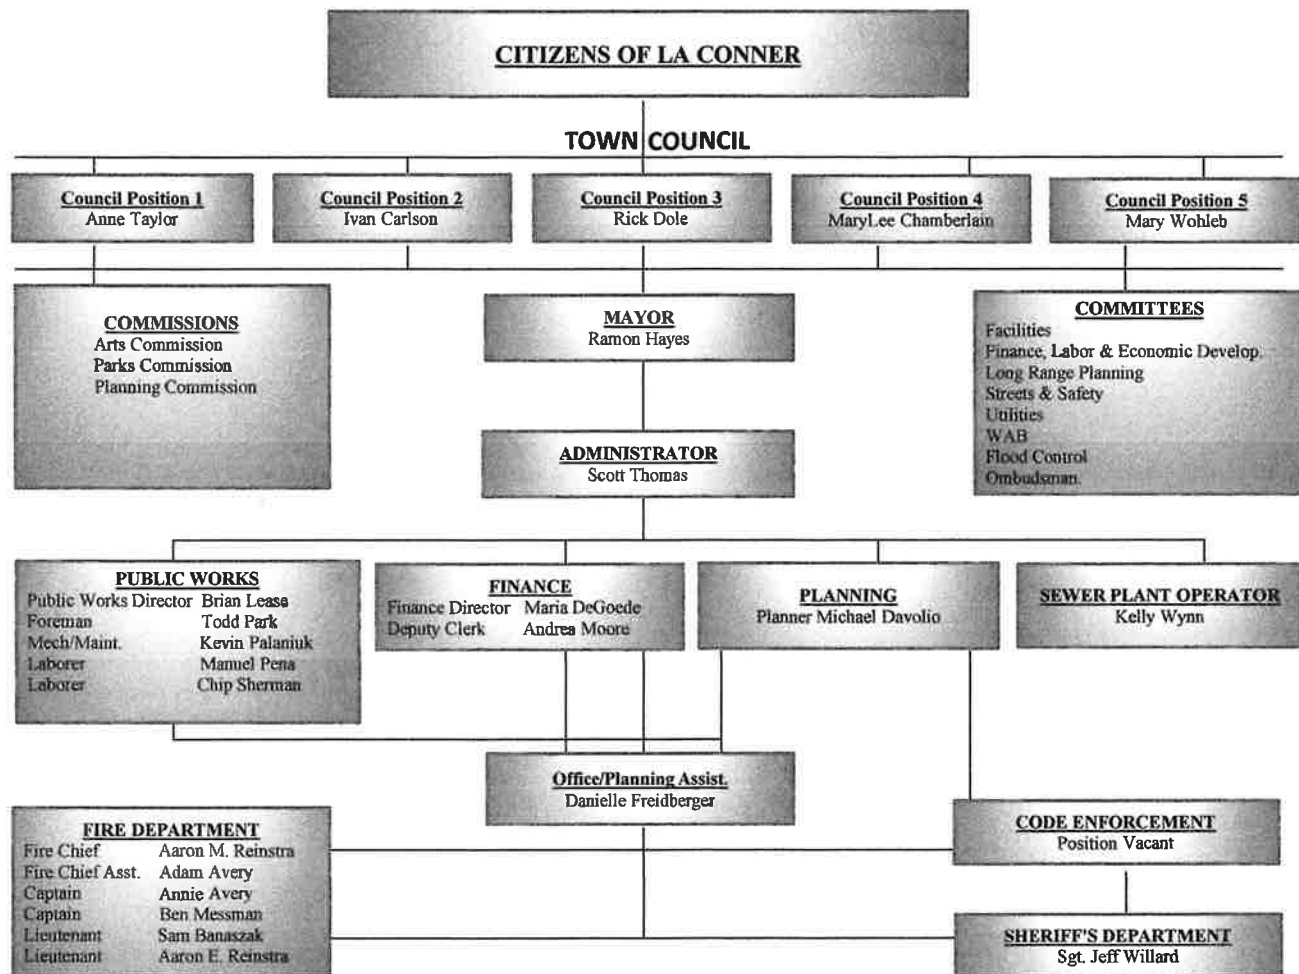 CITIZENS OF LA CONNER
TOWN COUNCIL
Council Position 1
Anne Taylor
Council Position 2
Ivan Carlson
Council Position 3
Rick Dole
Council Position 4
MaryLee Chamberlain
Council Position 5
Mary Wohleb
COMMISSIONS
Arts Commission
Parks Commission
Planning Commission
MAYOR
Ramon Hayes
COMMITTEES
Facilities
Finance, Labor & Economic Develop.
Long Range Planning
Streets & Safety
Utilities
WAB
Flood Control
Ombudsman.
ADMINISTRATOR
Scott Thomas
PUBLIC WORKS
Public Works Director Brian Lease
Foreman Todd Park
Mech/Maint. Kevin Palaniuk
Laborer Manuel Pena
Laborer Chip Sherman
FINANCE
Finance Director Maria DeGoede
Deputy Clerk Andrea Moore
PLANNING
Planner Michael Davolio
SEWER PLANT OPERATOR
Kelly Wynn
Office/Planning Assist.
Danielle Freidberger
FIRE DEPARTMENT
Fire Chief Aaron M. Reinstra
Fire Chief Asst. Adam Avery
Captain Annie Avery
Captain Ben Messman
Lieutenant Sam Banaszak
Lieutenant Aaron E. Reinstra
CODE ENFORCEMENT
Position Vacant
SHERIFF'S DEPARTMENT
Sgt. Jeff Willard